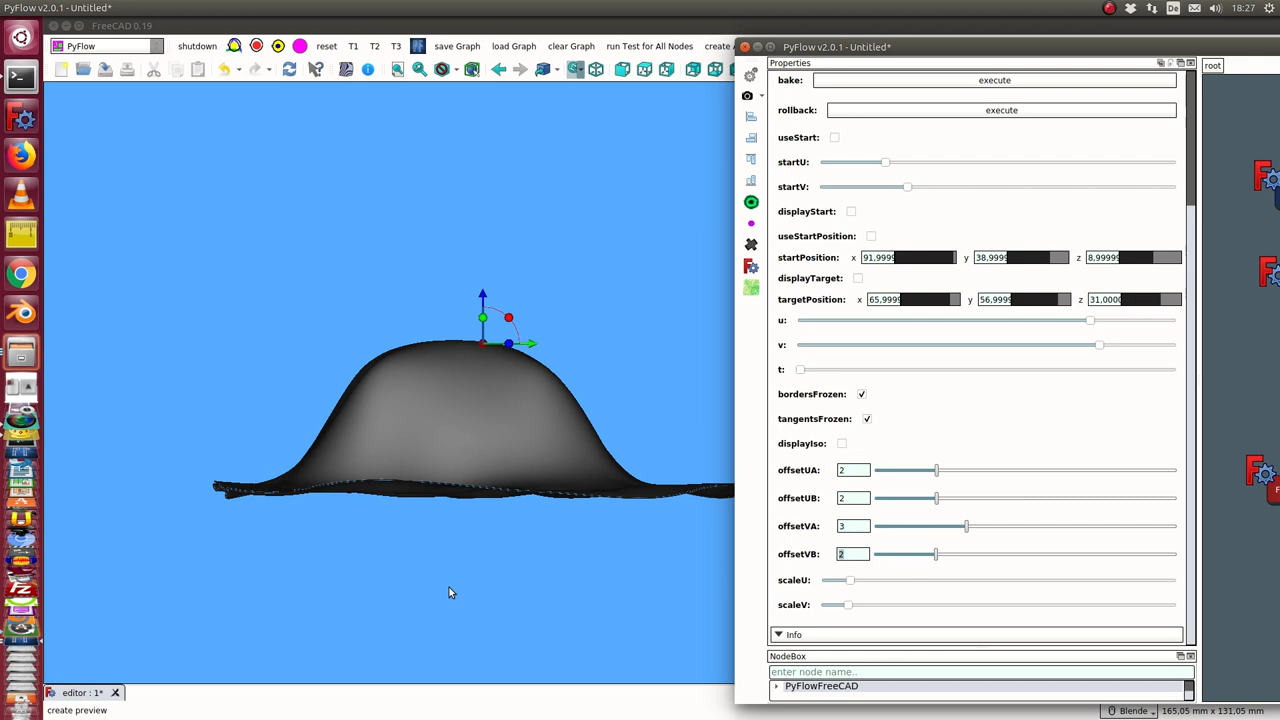 PyFlow v2.0.1 - Untitled*
De
18:27
FreeCAD 0.19
PyFlow
shutdown
reset T1 T2 T3
save Graph load Graph clear Graph run Test for All Nodes create
PyFlow v2.0.1 - Untitled*
Properties
root
bake: execute
rollback: execute
useStart:
startU:
startV:
displayStart:
useStartPosition:
startPosition: x 91,9999 y 38,9999 z 8,99999
displayTarget:
targetPosition: x 65,9999 y 56,9999 z 31,0000
u:
v:
t:
bordersFrozen:
tangentsFrozen:
displayIso:
offsetUA: 2
offsetUB: 2
offsetVA: 3
offsetVB: 2
scaleU:
scaleV:
Info
NodeBox
enter node name..
PyFlowFreeCAD
editor : 1*
create preview
Blende
165,05 mm x 131,05 mm